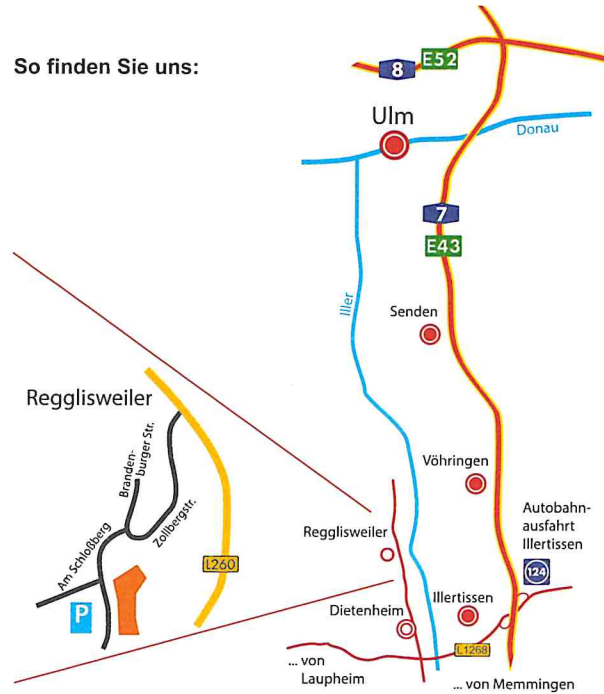 So finden Sie uns:
8
E52
Ulm
Donau
7
E43
Iller
Senden
Regglisweiler
Branden-
burger Str.
Zollbergstr.
Am Schloßberg
L260
P
Vöhringen
Autobahn-
ausfahrt
Illertissen
124
Regglisweiler
Dietenheim
Illertissen
L1268
... von
Laupheim
... von Memmingen